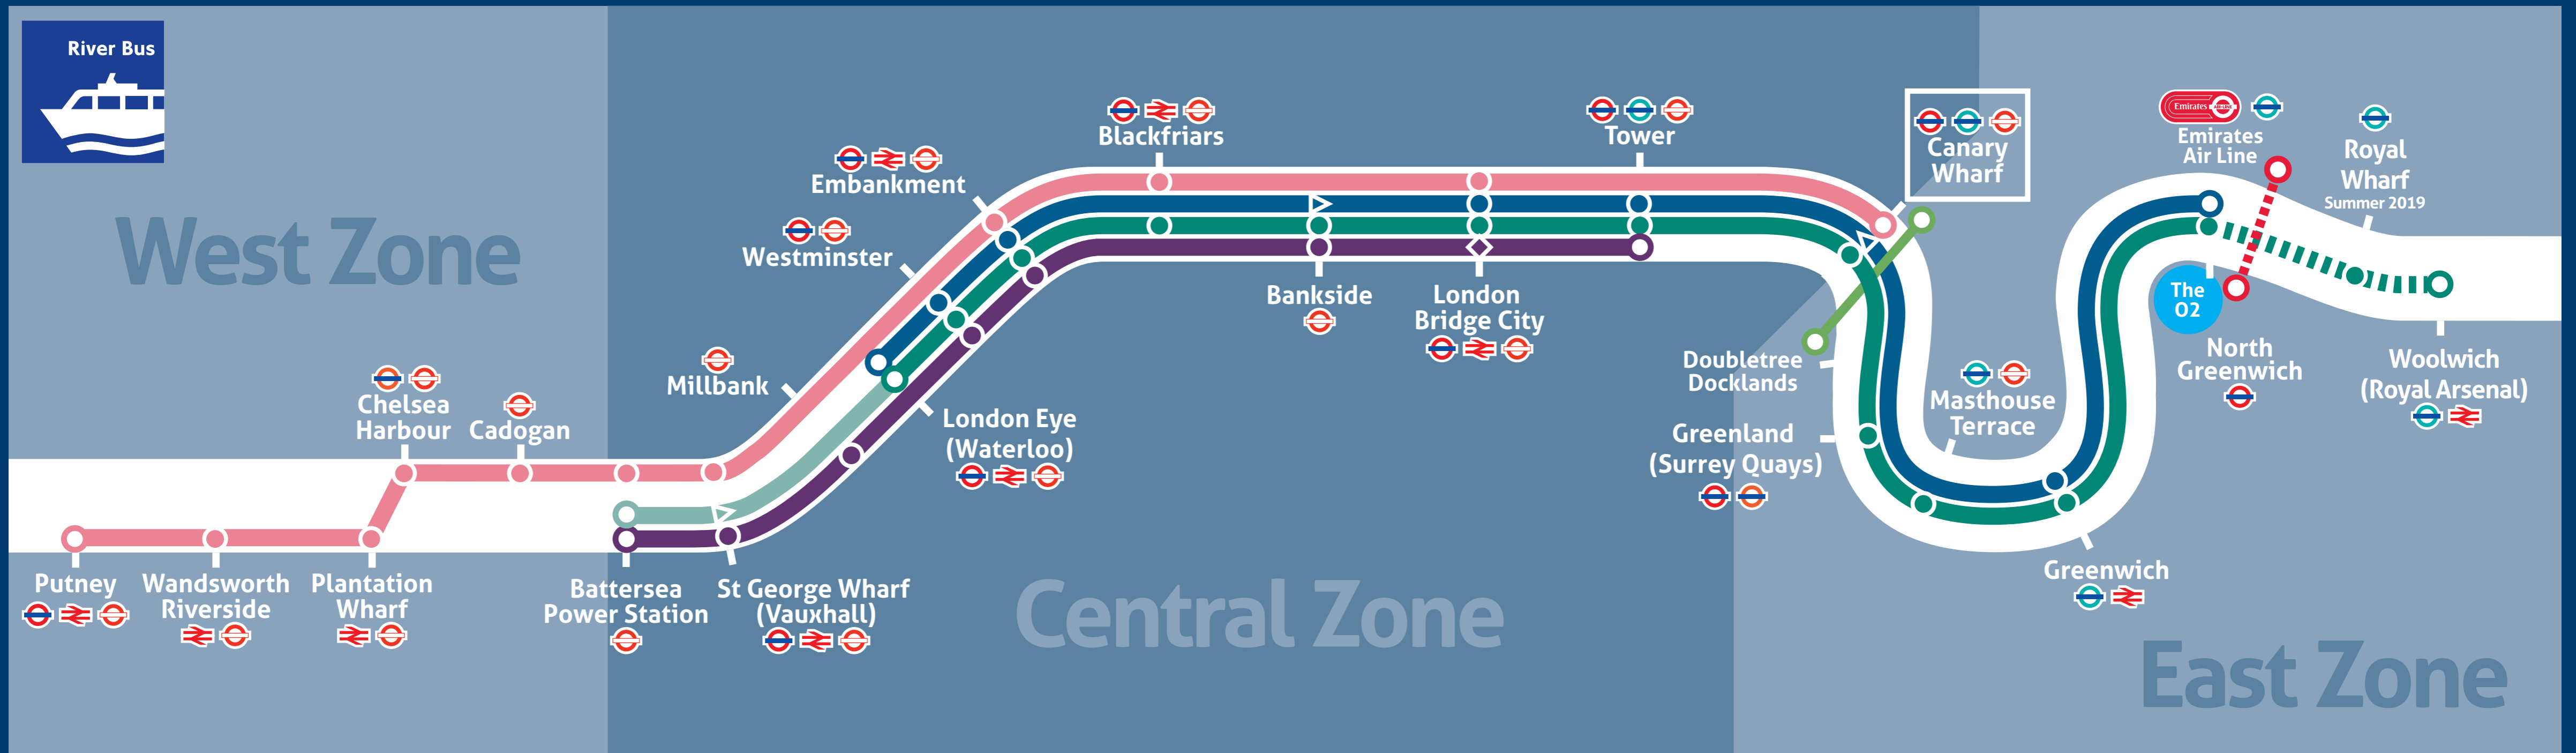 River Bus
West Zone
Central Zone
East Zone
Putney
Wandsworth
Riverside
Plantation
Wharf
Chelsea
Harbour
Cadogan
Battersea
Power Station
St George Wharf
(Vauxhall)
Millbank
Westminster
Embankment
London Eye
(Waterloo)
Blackfriars
Bankside
London
Bridge City
Tower
Canary
Wharf
Doubletree
Docklands
Greenland
(Surrey Quays)
Masthouse
Terrace
Greenwich
Emirates
Emirates
Air Line
The
O2
North
Greenwich
Royal
Wharf
Summer 2019
Woolwich
(Royal Arsenal)